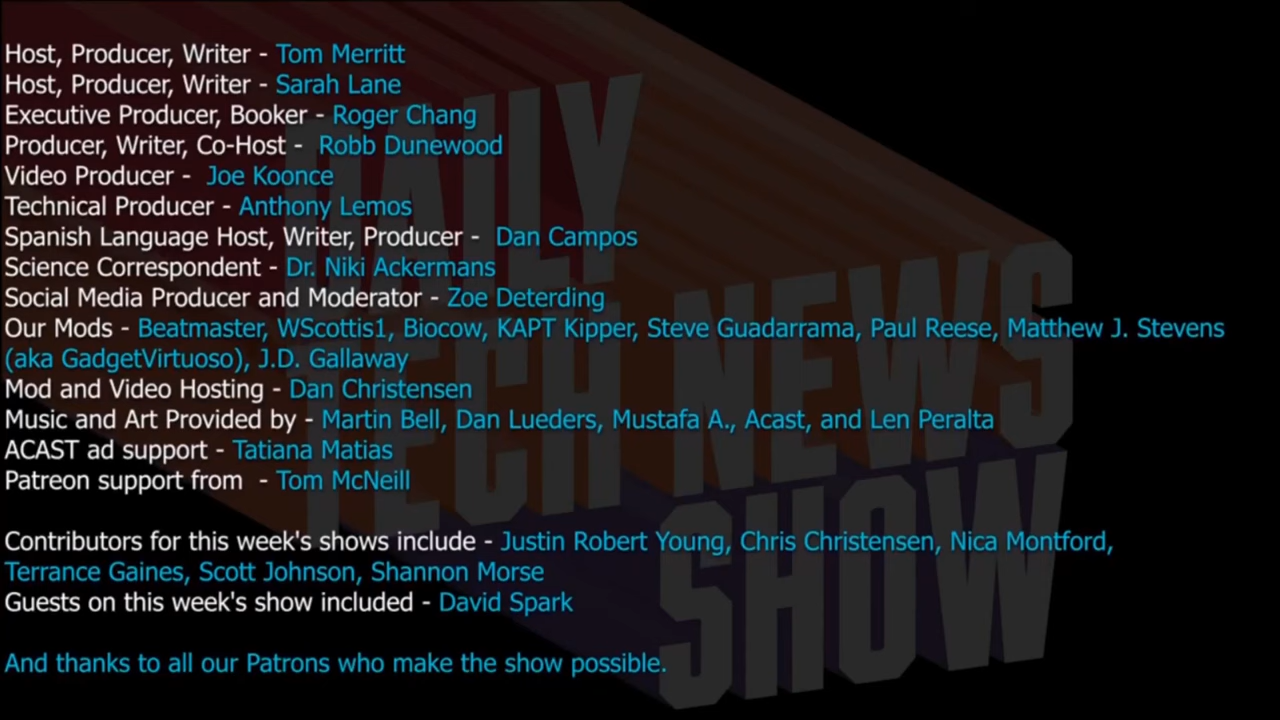 Host, Producer, Writer - Tom Merritt
Host, Producer, Writer - Sarah Lane
Executive Producer, Booker - Roger Chang
Producer, Writer, Co-Host -  Robb Dunewood
Video Producer -  Joe Koonce
Technical Producer - Anthony Lemos
Spanish Language Host, Writer, Producer -  Dan Campos
Science Correspondent - Dr. Niki Ackermans
Social Media Producer and Moderator - Zoe Deterding
Our Mods - Beatmaster, WScottis1, Biocow, KAPT Kipper, Steve Guadarrama, Paul Reese, Matthew J. Stevens
(aka GadgetVirtuoso), J.D. Gallaway
Mod and Video Hosting - Dan Christensen
Music and Art Provided by - Martin Bell, Dan Lueders, Mustafa A., Acast, and Len Peralta
ACAST ad support - Tatiana Matias
Patreon support from  - Tom McNeill
Contributors for this week's shows include - Justin Robert Young, Chris Christensen, Nica Montford,
Terrance Gaines, Scott Johnson, Shannon Morse
Guests on this week's show included - David Spark
And thanks to all our Patrons who make the show possible.
DAILY
TECH NEWS
SHOW